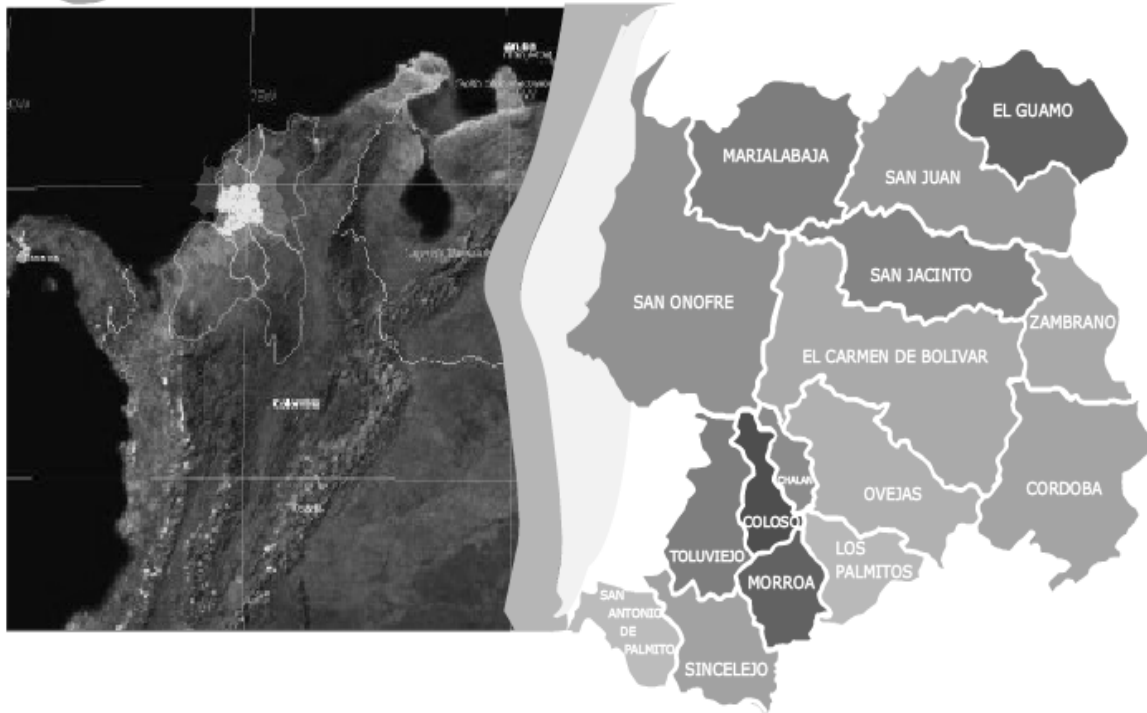 75W
Colombia
MARIALABAJA
EL GUAMO
SAN JUAN
SAN JACINTO
SAN ONOFRE
ZAMBRANO
EL CARMEN DE BOLIVAR
CHALAN
OVEJAS
CORDOBA
COLOSO
TOLUVIEJO
LOS
PALMITOS
MORROA
SAN
ANTONIO
DE
PALMITO
SINCELEJO